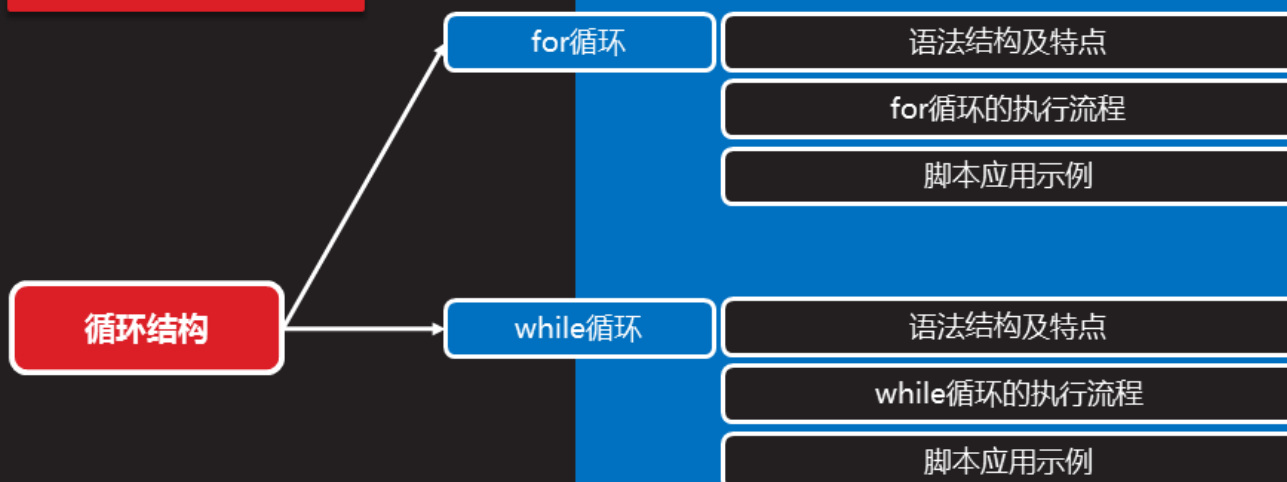 for循环
语法结构及特点
for循环的执行流程
脚本应用示例
循环结构
while循环
语法结构及特点
while循环的执行流程
脚本应用示例